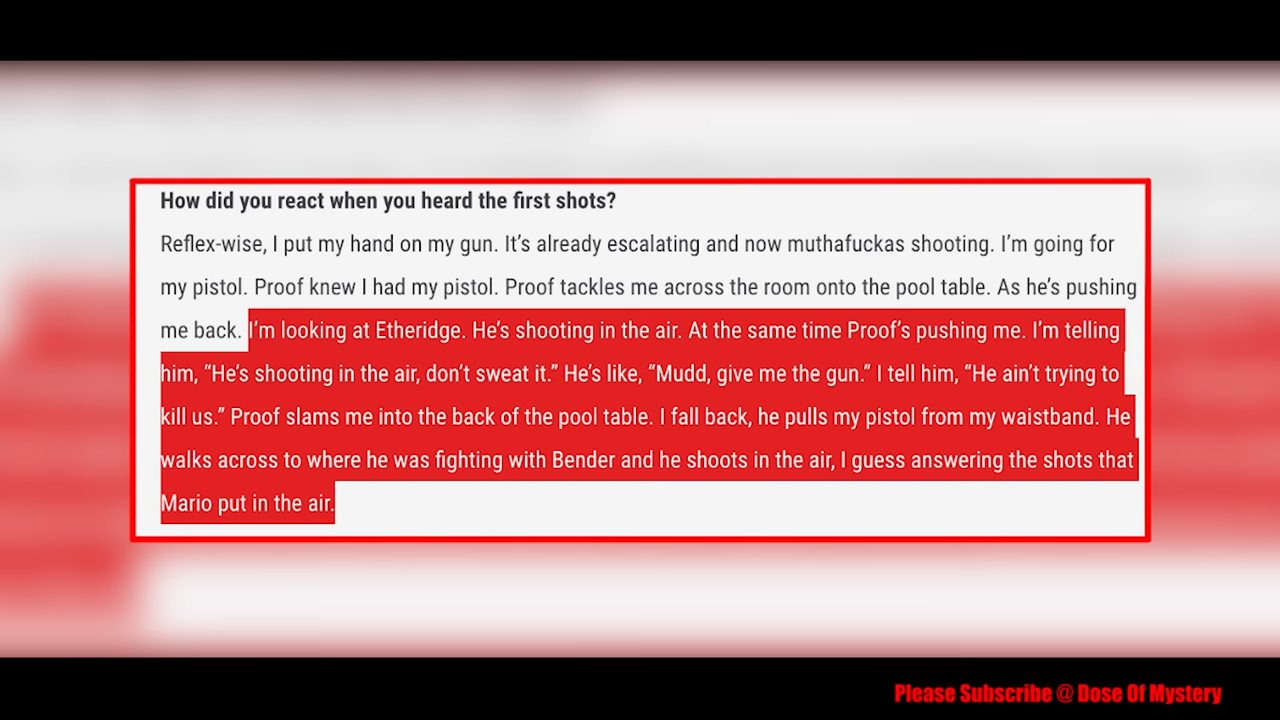 How did you react when you heard the first shots?
Reflex-wise, I put my hand on my gun. It’s already escalating and now muthafuckas shooting. I’m going for
my pistol. Proof knew I had my pistol. Proof tackles me across the room onto the pool table. As he’s pushing
me back. I’m looking at Etheridge. He’s shooting in the air. At the same time Proof’s pushing me. I’m telling
him, “He’s shooting in the air, don’t sweat it.” He’s like, “Mudd, give me the gun.” I tell him, “He ain’t trying to
kill us.” Proof slams me into the back of the pool table. I fall back, he pulls my pistol from my waistband. He
walks across to where he was fighting with Bender and he shoots in the air, I guess answering the shots that
Mario put in the air.
Please Subscribe @ Dose Of Mystery